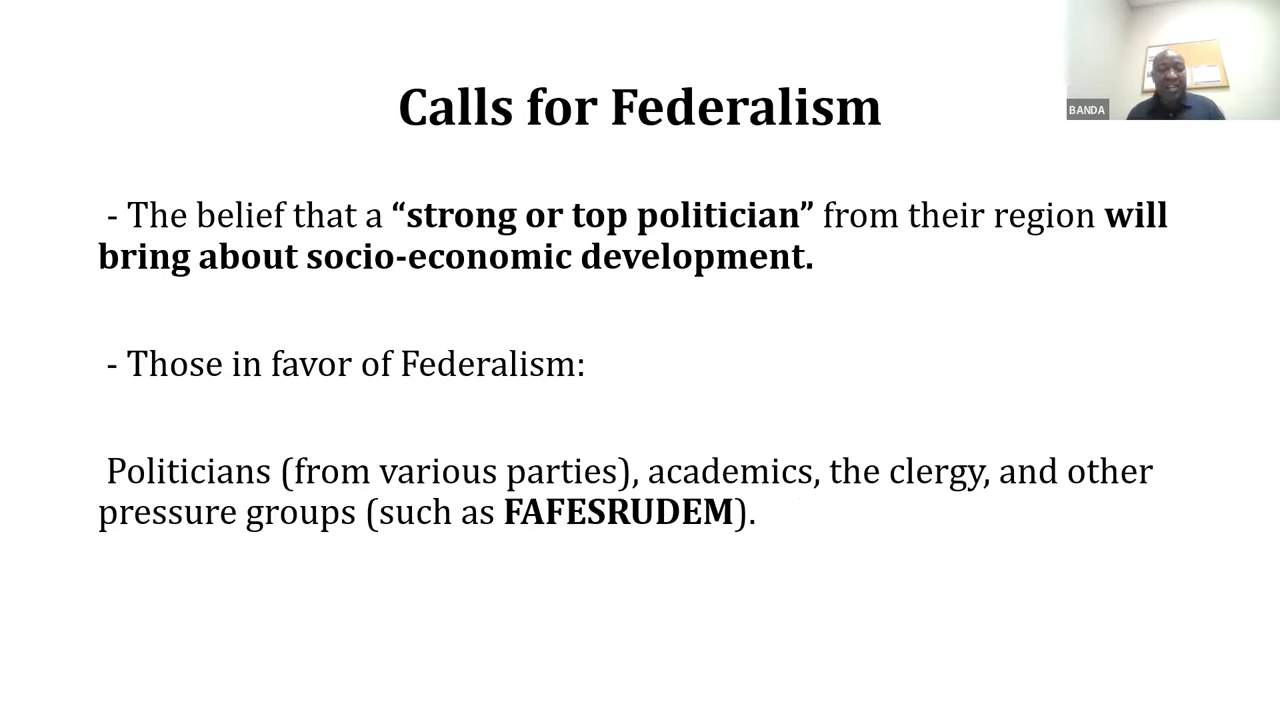 Calls for Federalism
BANDA
- The belief that a “strong or top politician” from their region will
bring about socio-economic development.
- Those in favor of Federalism:
Politicians (from various parties), academics, the clergy, and other
pressure groups (such as FAFESRUDEM).